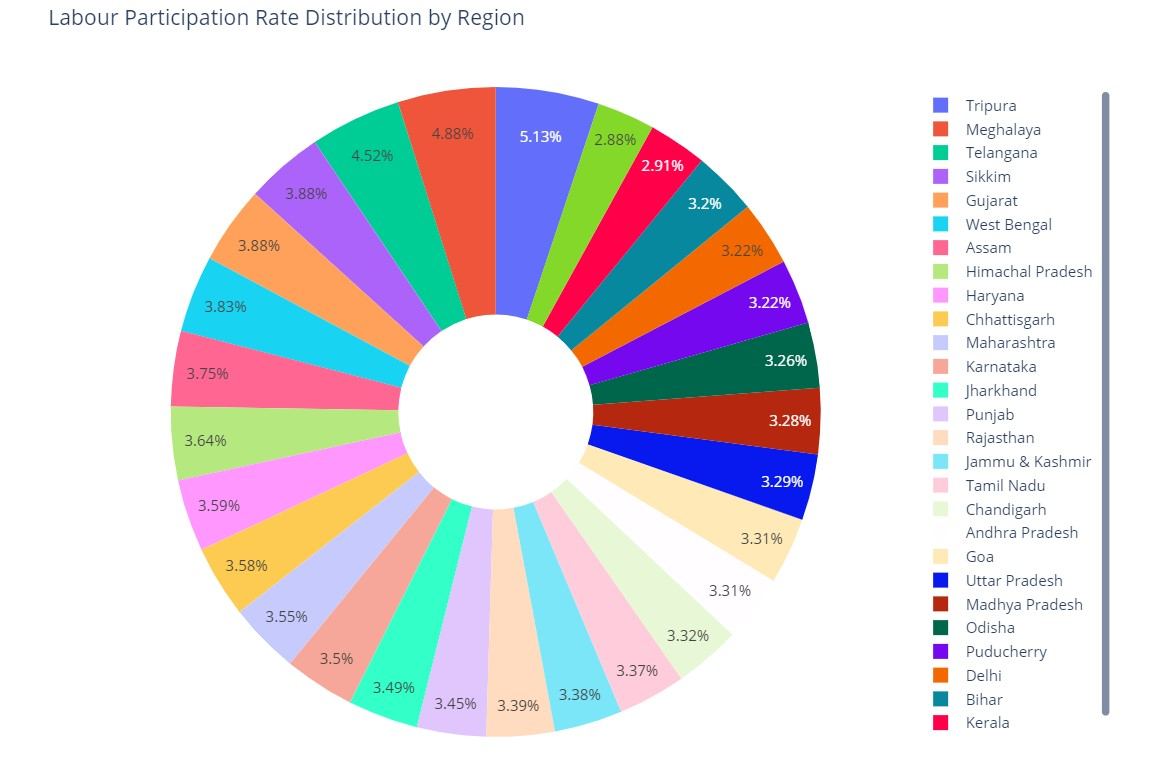 Labour Participation Rate Distribution by Region
5.13%
2.88%
2.91%
3.2%
3.22%
3.22%
3.26%
3.28%
3.29%
3.31%
3.31%
3.32%
3.37%
3.38%
3.39%
3.45%
3.49%
3.5%
3.55%
3.58%
3.59%
3.64%
3.75%
3.83%
3.88%
3.88%
4.52%
4.88%
Tripura
Meghalaya
Telangana
Sikkim
Gujarat
West Bengal
Assam
Himachal Pradesh
Haryana
Chhattisgarh
Maharashtra
Karnataka
Jharkhand
Punjab
Rajasthan
Jammu & Kashmir
Tamil Nadu
Chandigarh
Andhra Pradesh
Goa
Uttar Pradesh
Madhya Pradesh
Odisha
Puducherry
Delhi
Bihar
Kerala